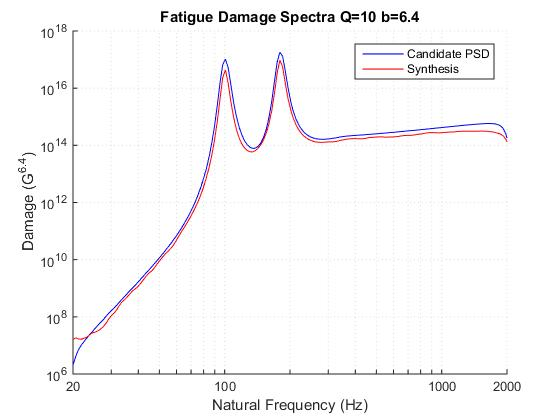 Fatigue Damage Spectra Q=10 b=6.4
10^18
Candidate PSD
Synthesis
10^16
10^14
10^12
10^10
10^8
10^6
Damage (G^6.4)
20 100 1000 2000
Natural Frequency (Hz)